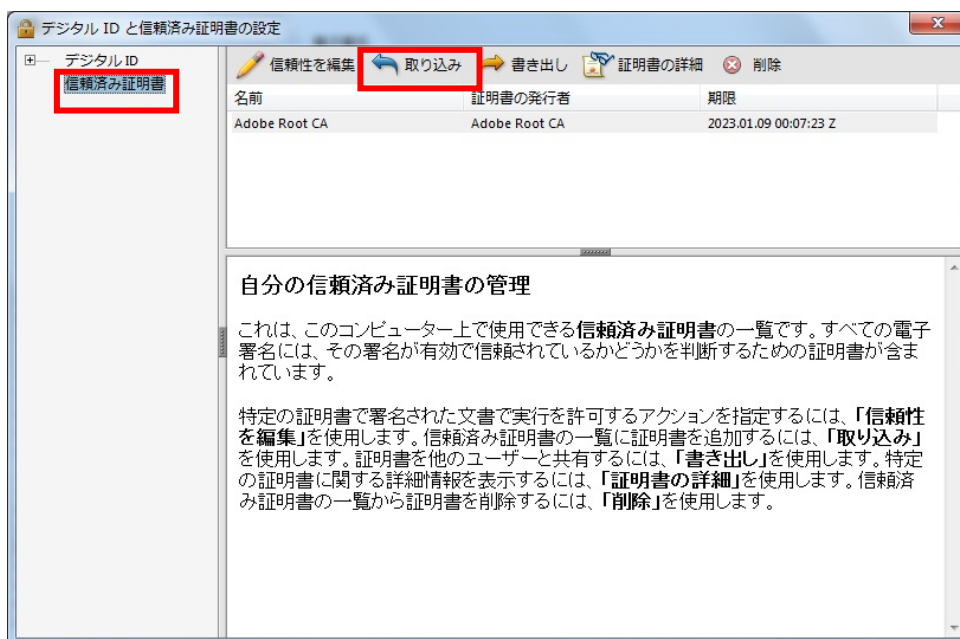 デジタル ID と信頼済み証明書の設定
デジタル ID
信頼済み証明書
信頼性を編集 取り込み 書き出し 証明書の詳細 削除
名前 証明書の発行者 期限
Adobe Root CA Adobe Root CA 2023.01.09 00:07:23 Z
自分の信頼済み証明書の管理
これは、このコンピューター上で使用できる信頼済み証明書の一覧です。すべての電子
署名には、その署名が有効で信頼されているかどうかを判断するための証明書が含ま
れています。
特定の証明書で署名された文書で実行を許可するアクションを指定するには、「信頼性
を編集」を使用します。信頼済み証明書の一覧に証明書を追加するには、「取り込み」
を使用します。証明書を他のユーザーと共有するには、「書き出し」を使用します。特定
の証明書に関する詳細情報を表示するには、「証明書の詳細」を使用します。信頼済
み証明書の一覧から証明書を削除するには、「削除」を使用します。